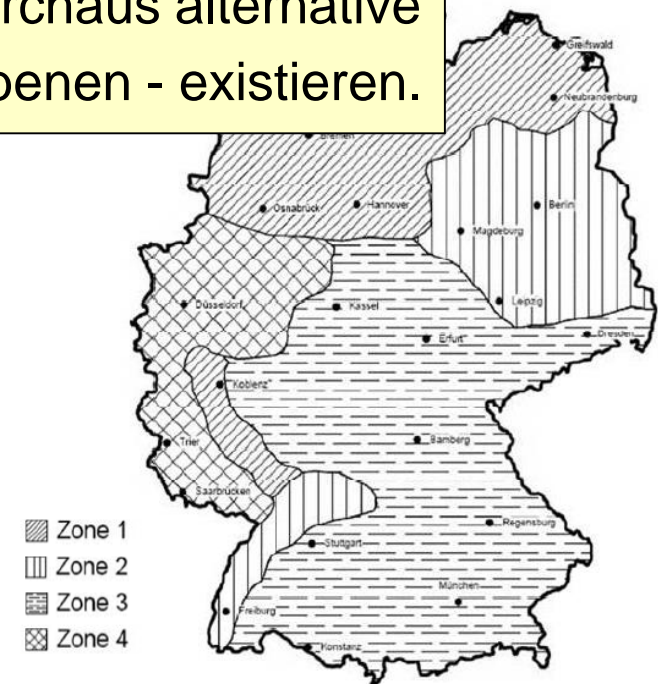 rchaus alternative
benen - existieren.
Greifswald
Neubrandenburg
Bremen
Osnabrück
Hannover
Berlin
Magdeburg
Düsseldorf
Kassel
Leipzig
Erfurt
Dresden
Koblenz
Trier
Bamberg
Saarbrücken
Regensburg
Stuttgart
München
Freiburg
Konstanz
Zone 1
Zone 2
Zone 3
Zone 4